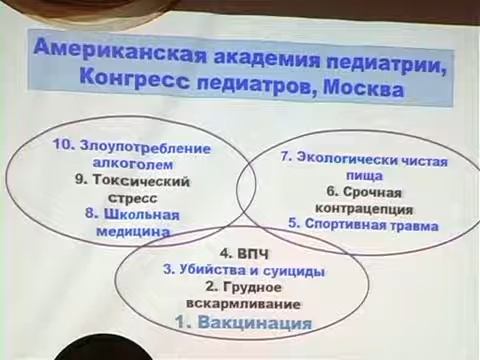 Американская академия педиатрии,
Конгресс педиатров, Москва
10. Злоупотребление
алкоголем
9. Токсический
стресс
8. Школьная
медицина
7. Экологически чистая
пища
6. Срочная
контрацепция
5. Спортивная травма
4. ВПЧ
3. Убийства и суициды
2. Грудное
вскармливание
1. Вакцинация